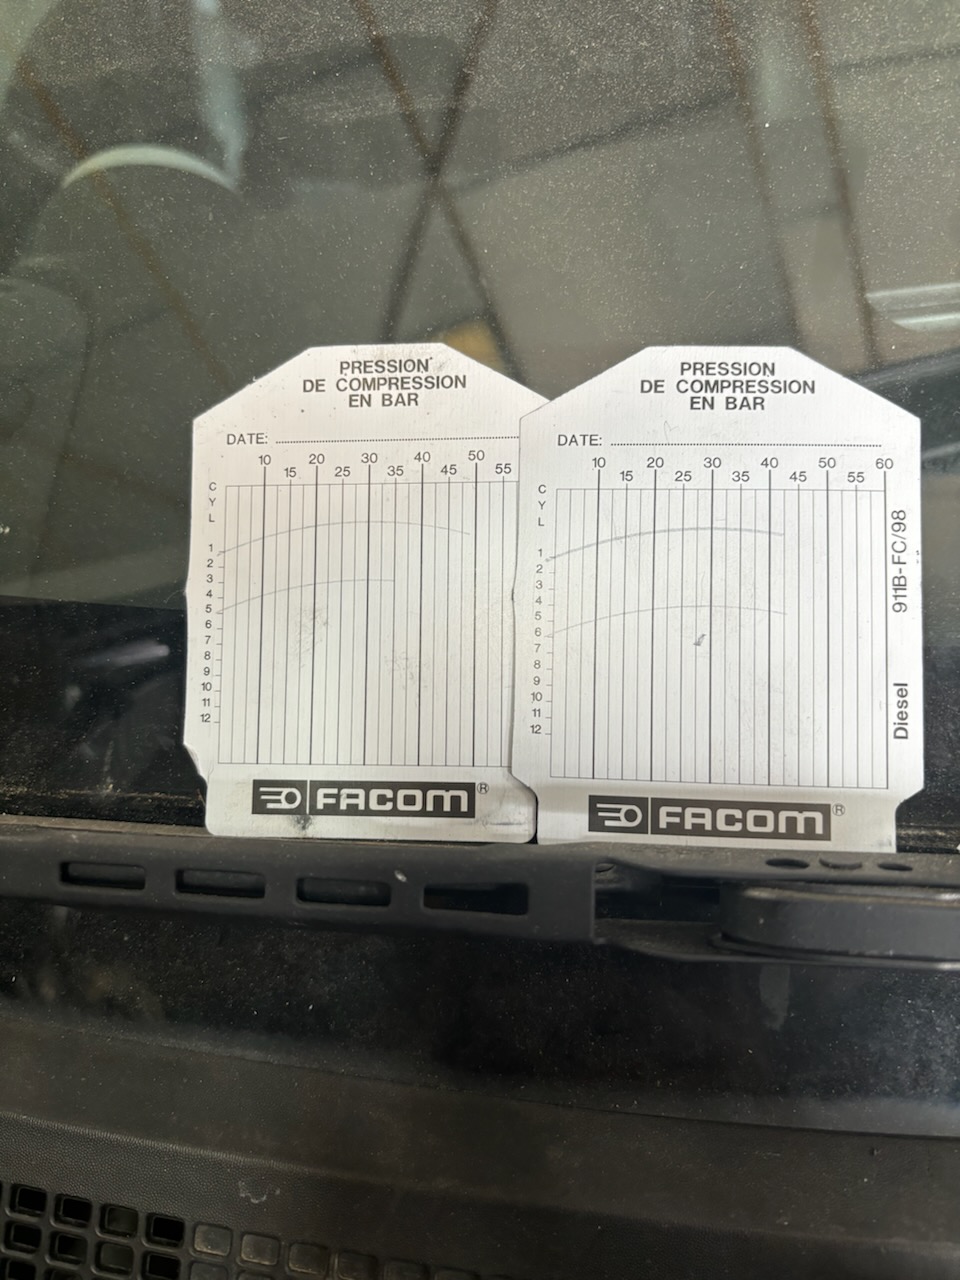 PRESSION
DE COMPRESSION
EN BAR
DATE:
10 20 30 40 50
15 25 35 45 55
C
Y
L
1
2
3
4
5
6
7
8
9
10
11
12
FACOM®
PRESSION
DE COMPRESSION
EN BAR
DATE:
10 20 30 40 50 60
15 25 35 45 55
C
Y
L
1
2
3
4
5
6
7
8
9
10
11
12
911B-FC/98
Diesel
FACOM®